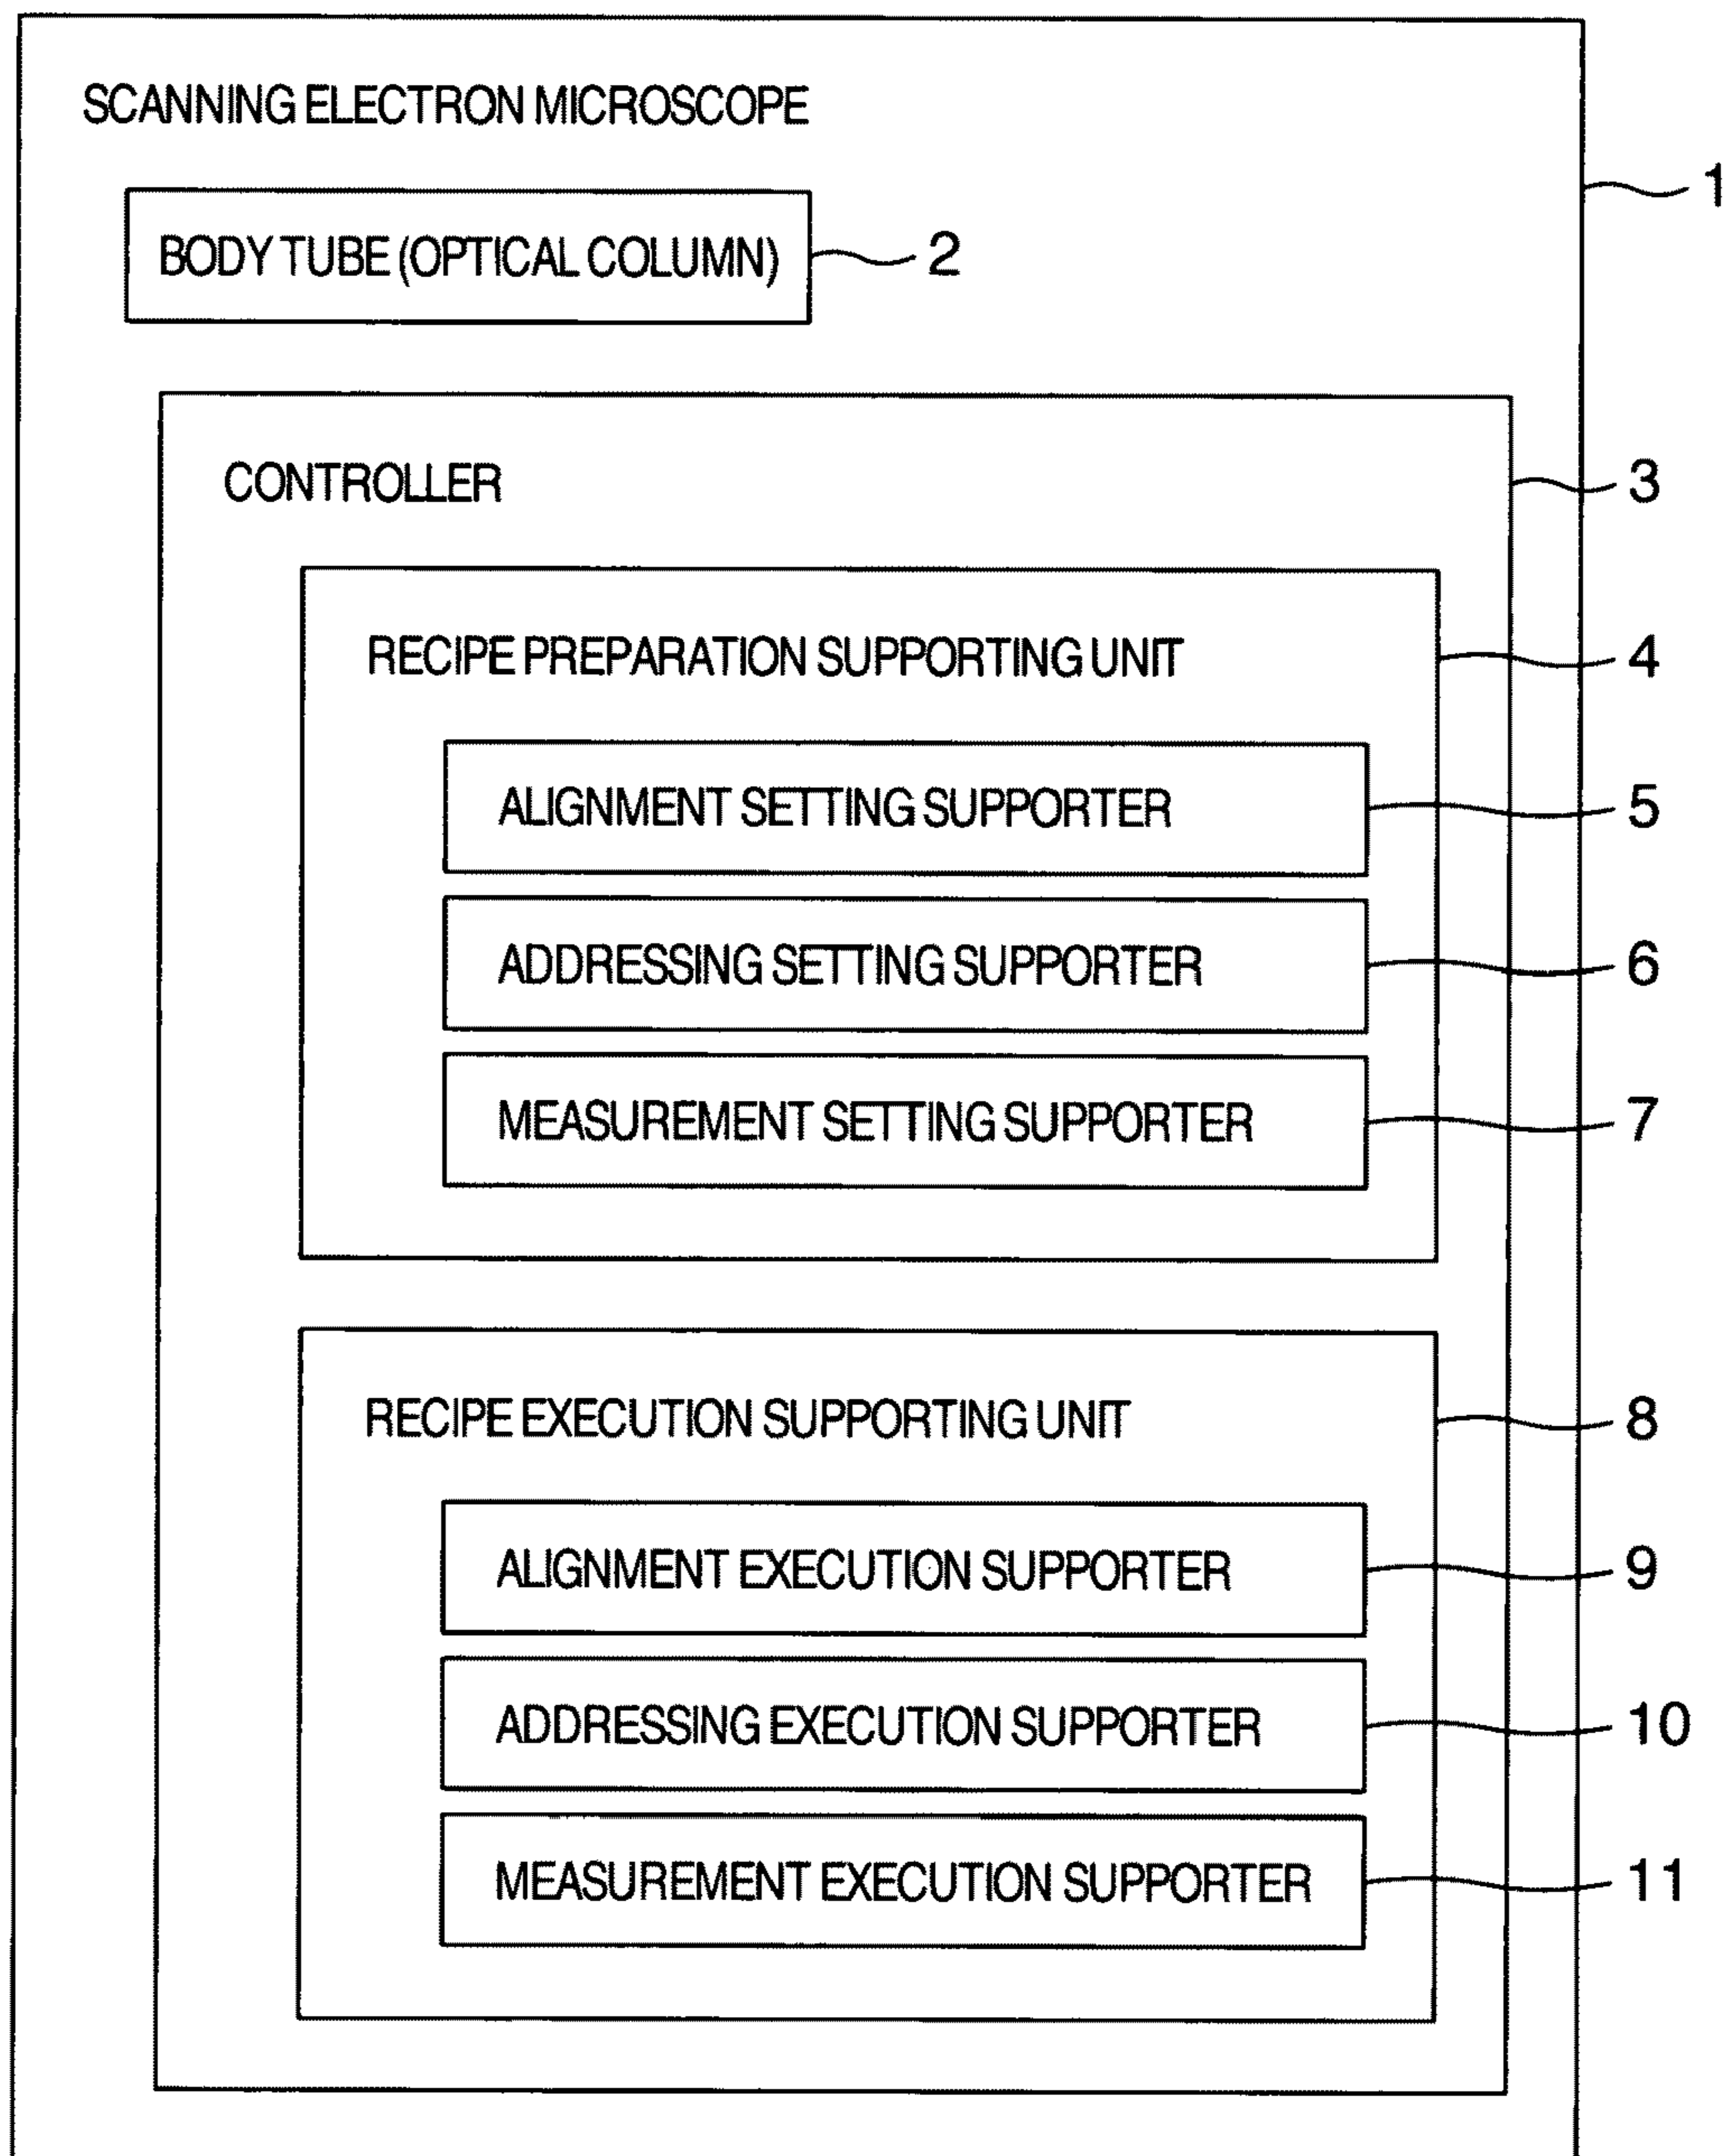 SCANNING ELECTRON MICROSCOPE
1
BODY TUBE (OPTICAL COLUMN)
2
CONTROLLER
3
RECIPE PREPARATION SUPPORTING UNIT
4
ALIGNMENT SETTING SUPPORTER
5
ADDRESSING SETTING SUPPORTER
6
MEASUREMENT SETTING SUPPORTER
7
RECIPE EXECUTION SUPPORTING UNIT
8
ALIGNMENT EXECUTION SUPPORTER
9
ADDRESSING EXECUTION SUPPORTER
10
MEASUREMENT EXECUTION SUPPORTER
11